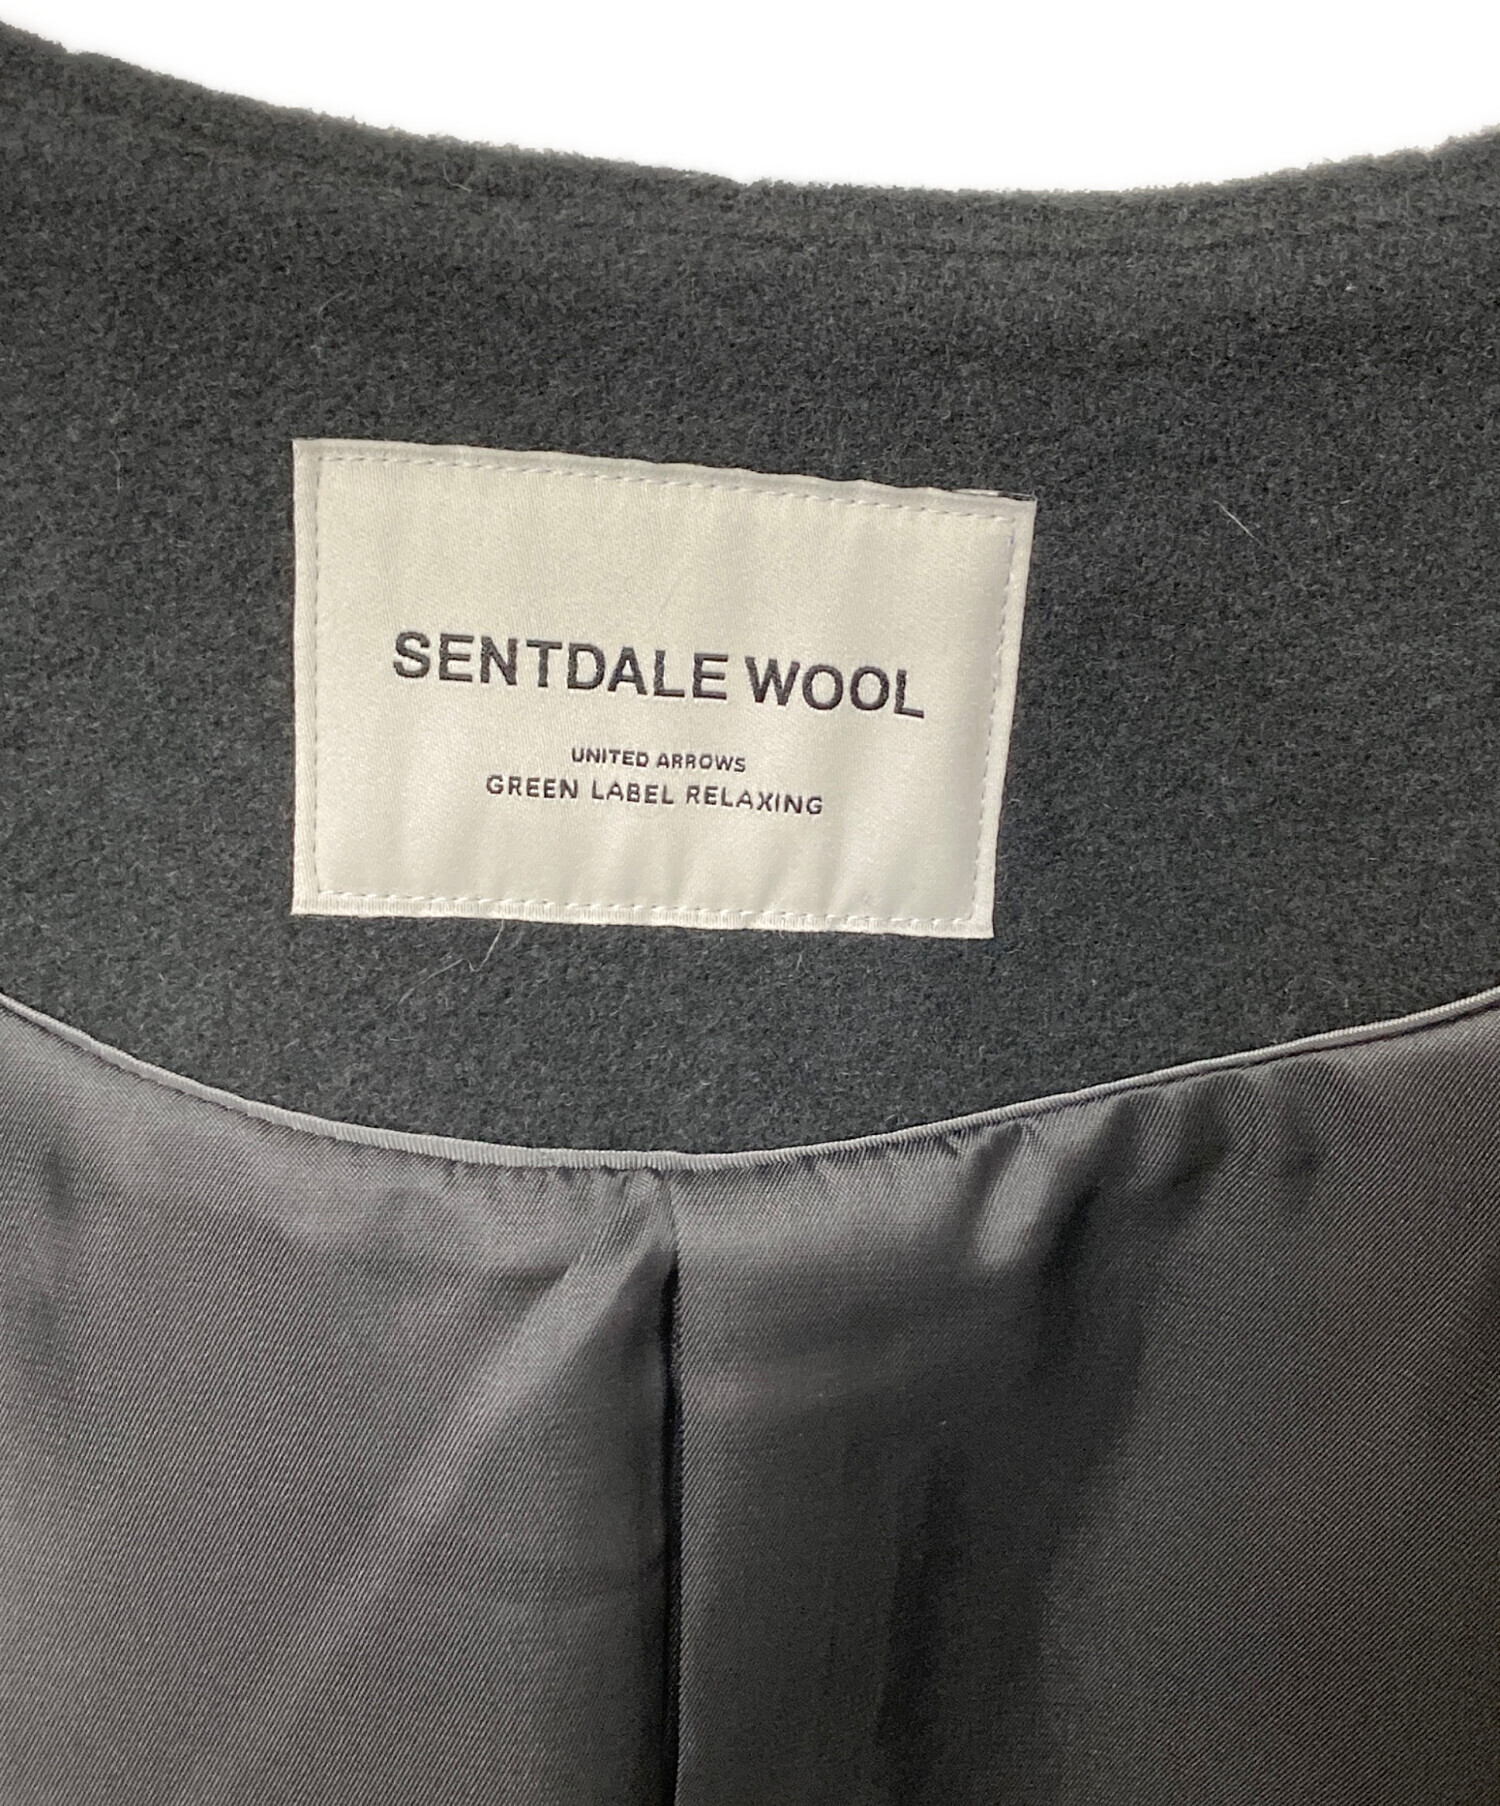 SENTDALE WOOL
UNITED ARROWS
GREEN LABEL RELAXING